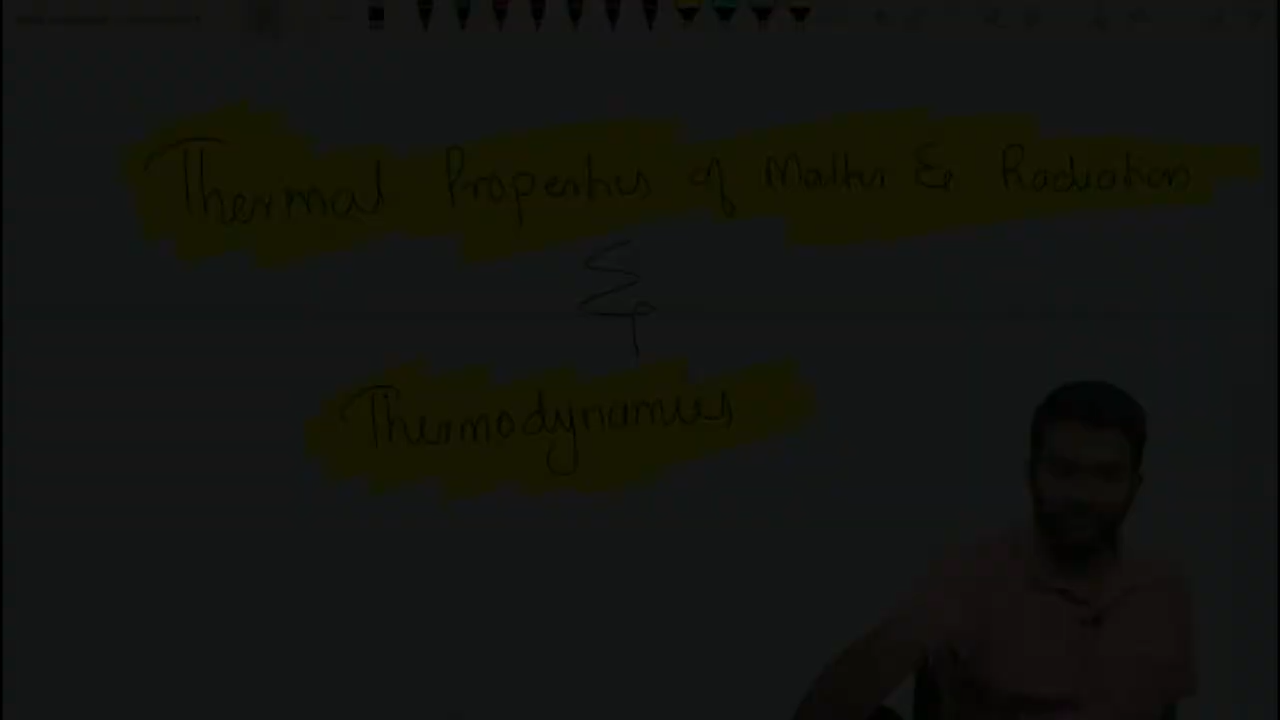 Thermal Properties of Matter & Radiation
&
Thermodynamics